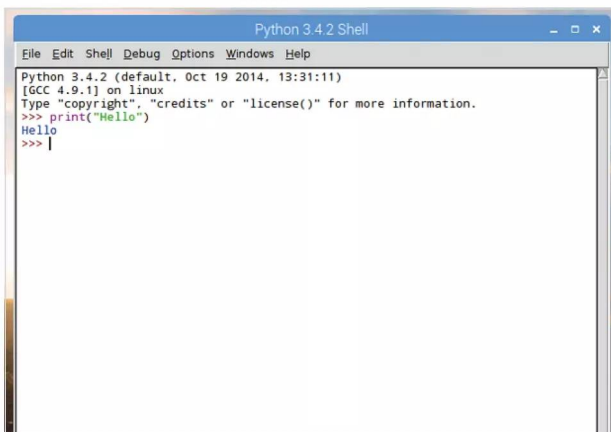 Python 3.4.2 Shell
File Edit Shell Debug Options Windows Help
Python 3.4.2 (default, Oct 19 2014, 13:31:11)
[GCC 4.9.1] on linux
Type "copyright", "credits" or "license()" for more information.
>>> print("Hello")
Hello
>>>